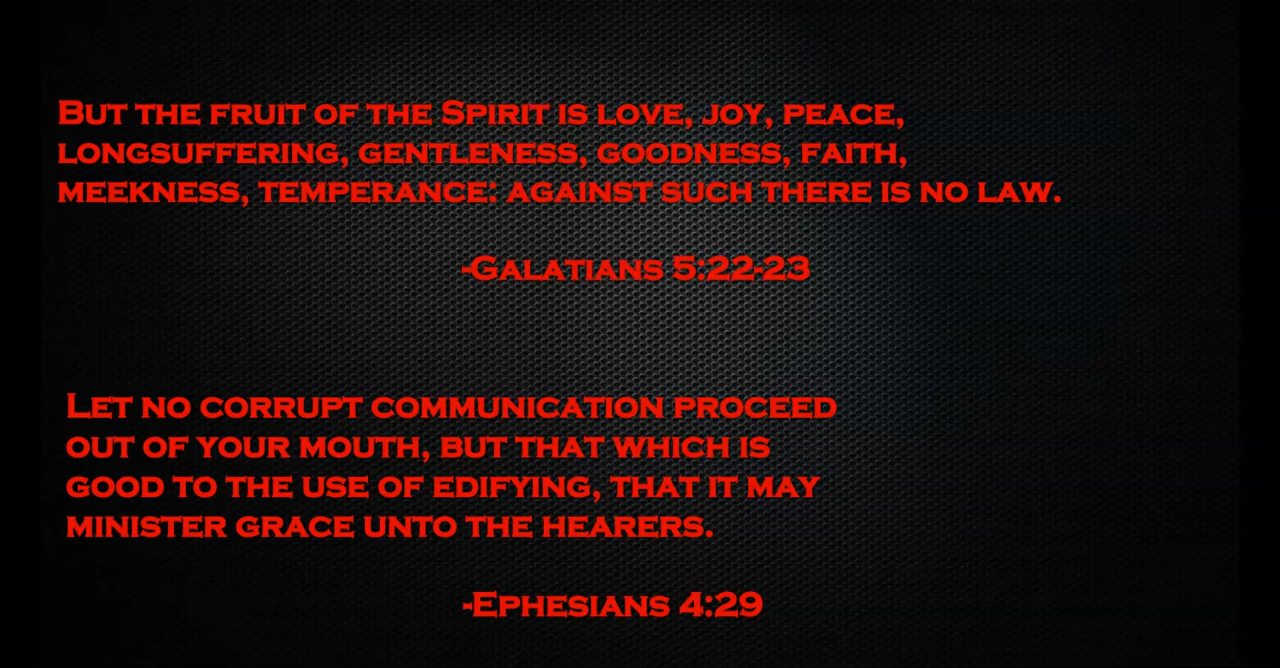 But the fruit of the Spirit is love, joy, peace,
longsuffering, gentleness, goodness, faith,
meekness, temperance: against such there is no law.
-Galatians 5:22-23
Let no corrupt communication proceed
out of your mouth, but that which is
good to the use of edifying, that it may
minister grace unto the hearers.
-Ephesians 4:29